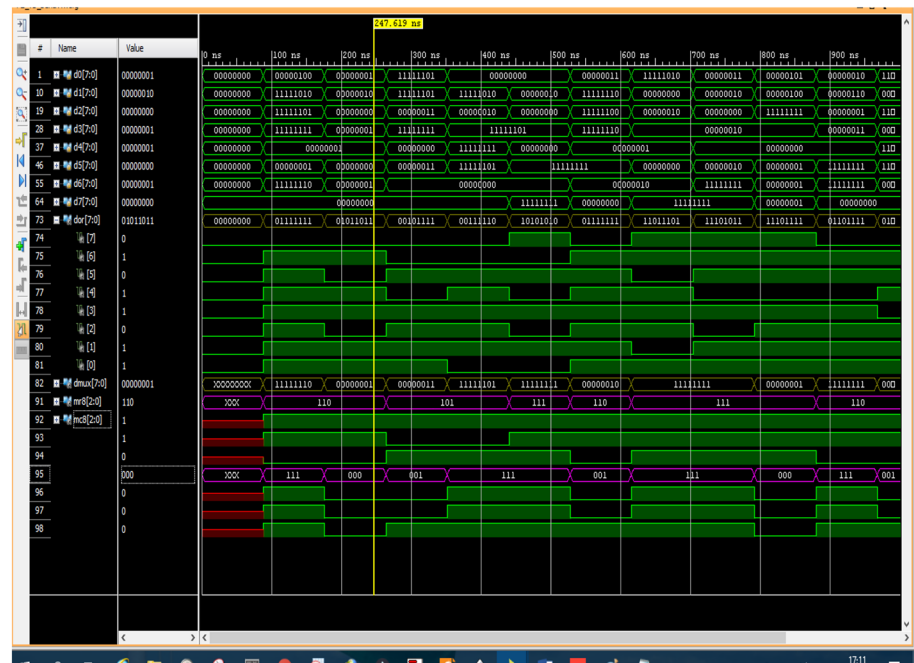 247.619 ns
# Name Value
0 ns 100 ns 200 ns 300 ns 400 ns 500 ns 600 ns 700 ns 800 ns 900 ns
1 d0[7:0] 00000001 00000000 00000100 00000001 11111101 00000000 00000011 11111010 00000011 00000101 00000010
10 d1[7:0] 00000010 00000000 11111010 00000010 11111101 11111010 00000010 11111110 00000000 00000010 00000100 00000110
19 d2[7:0] 00000000 00000000 11111101 00000000 00000011 00000010 00000000 11111100 00000010 00000000 11111111 00000001
28 d3[7:0] 00000001 00000000 11111111 00000001 11111111 11111101 11111110 00000010 00000011
37 d4[7:0] 00000001 00000000 00000001 00000000 11111111 00000000 00000001 00000000
46 d5[7:0] 00000000 00000000 00000001 00000000 00000011 11111101 11111111 00000000 00000010 00000001 11111111
55 d6[7:0] 00000001 00000000 11111110 00000001 00000000 00000010 11111111 00000001 11111111
64 d7[7:0] 00000000 00000000 11111111 00000000 11111111 00000001 00000000
73 dor[7:0] 01011011 00000000 01111111 01011011 00101111 00111110 10101010 01111111 11011101 11101011 11101111 01101111
74 [7] 0
75 [6] 1
76 [5] 0
77 [4] 1
78 [3] 1
79 [2] 0
80 [1] 1
81 [0] 1
82 dmux[7:0] 00000001 XXXXXXXX 11111110 00000001 00000011 11111101 11111111 00000010 11111111 00000001 11111111
91 mr8[2:0] 110 XXX 110 101 111 110 111 110
92 mc8[2:0] 1
93 1
94 0
95 000 XXX 111 000 001 111 001 111 000 111 001
96 0
97 0
98 0
17:11